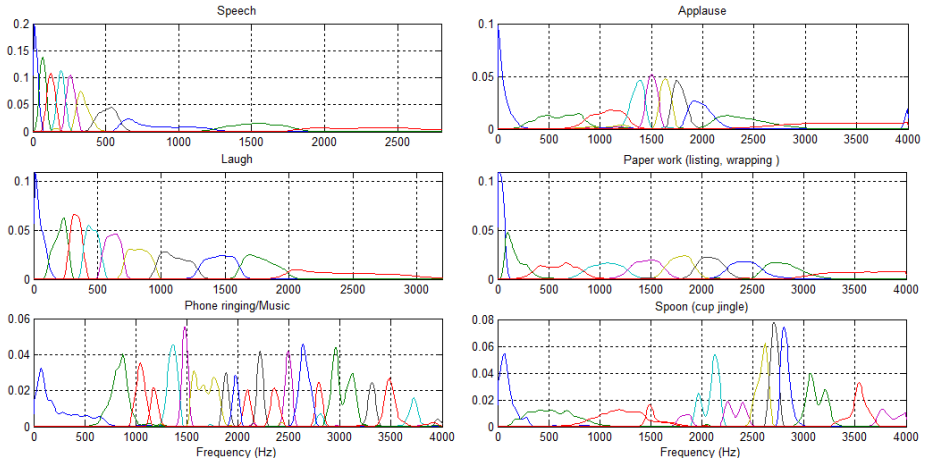 Speech
0.2
0.15
0.1
0.05
0
0 500 1000 1500 2000 2500
Applause
0.1
0.05
0
0 500 1000 1500 2000 2500 3000 3500 4000
Laugh
0.1
0.05
0
0 500 1000 1500 2000 2500 3000
Paper work (listing, wrapping )
0.1
0.05
0
0 500 1000 1500 2000 2500 3000 3500 4000
Phone ringing/Music
0.06
0.04
0.02
0
0 500 1000 1500 2000 2500 3000 3500 4000
Frequency (Hz)
Spoon (cup jingle)
0.08
0.06
0.04
0.02
0
0 500 1000 1500 2000 2500 3000 3500 4000
Frequency (Hz)